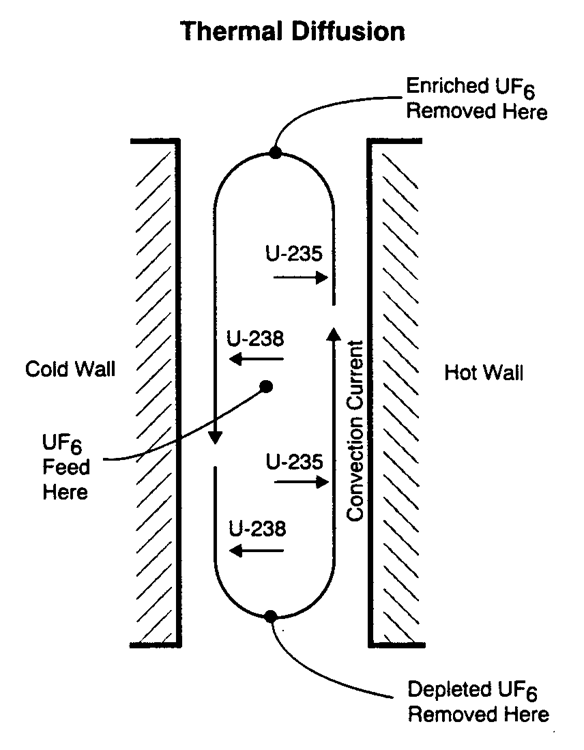 Thermal Diffusion
Enriched UF6
Removed Here
U-235
U-238
Cold Wall
Hot Wall
Convection Current
UF6
Feed
Here
U-235
U-238
Depleted UF6
Removed Here